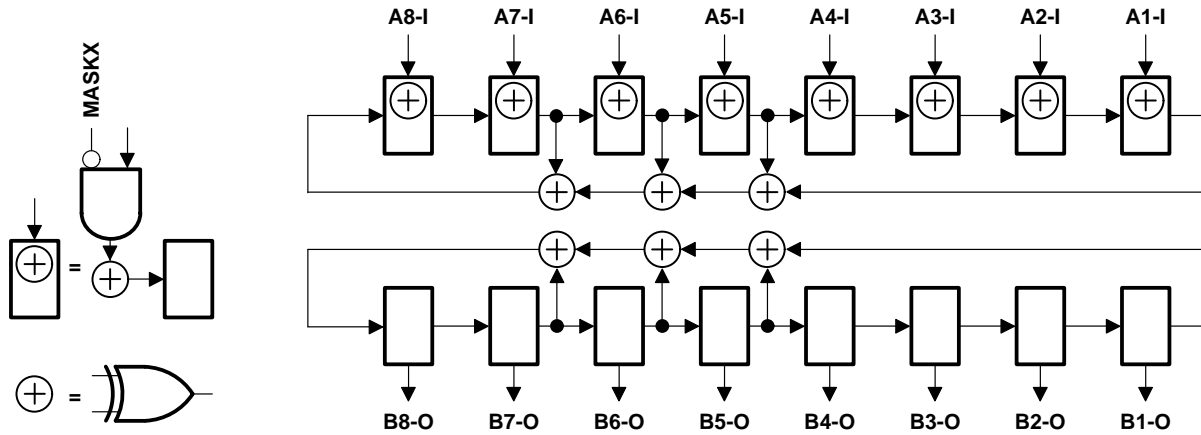 A8-I A7-I A6-I A5-I A4-I A3-I A2-I A1-I
MASKX
=
=
B8-O B7-O B6-O B5-O B4-O B3-O B2-O B1-O